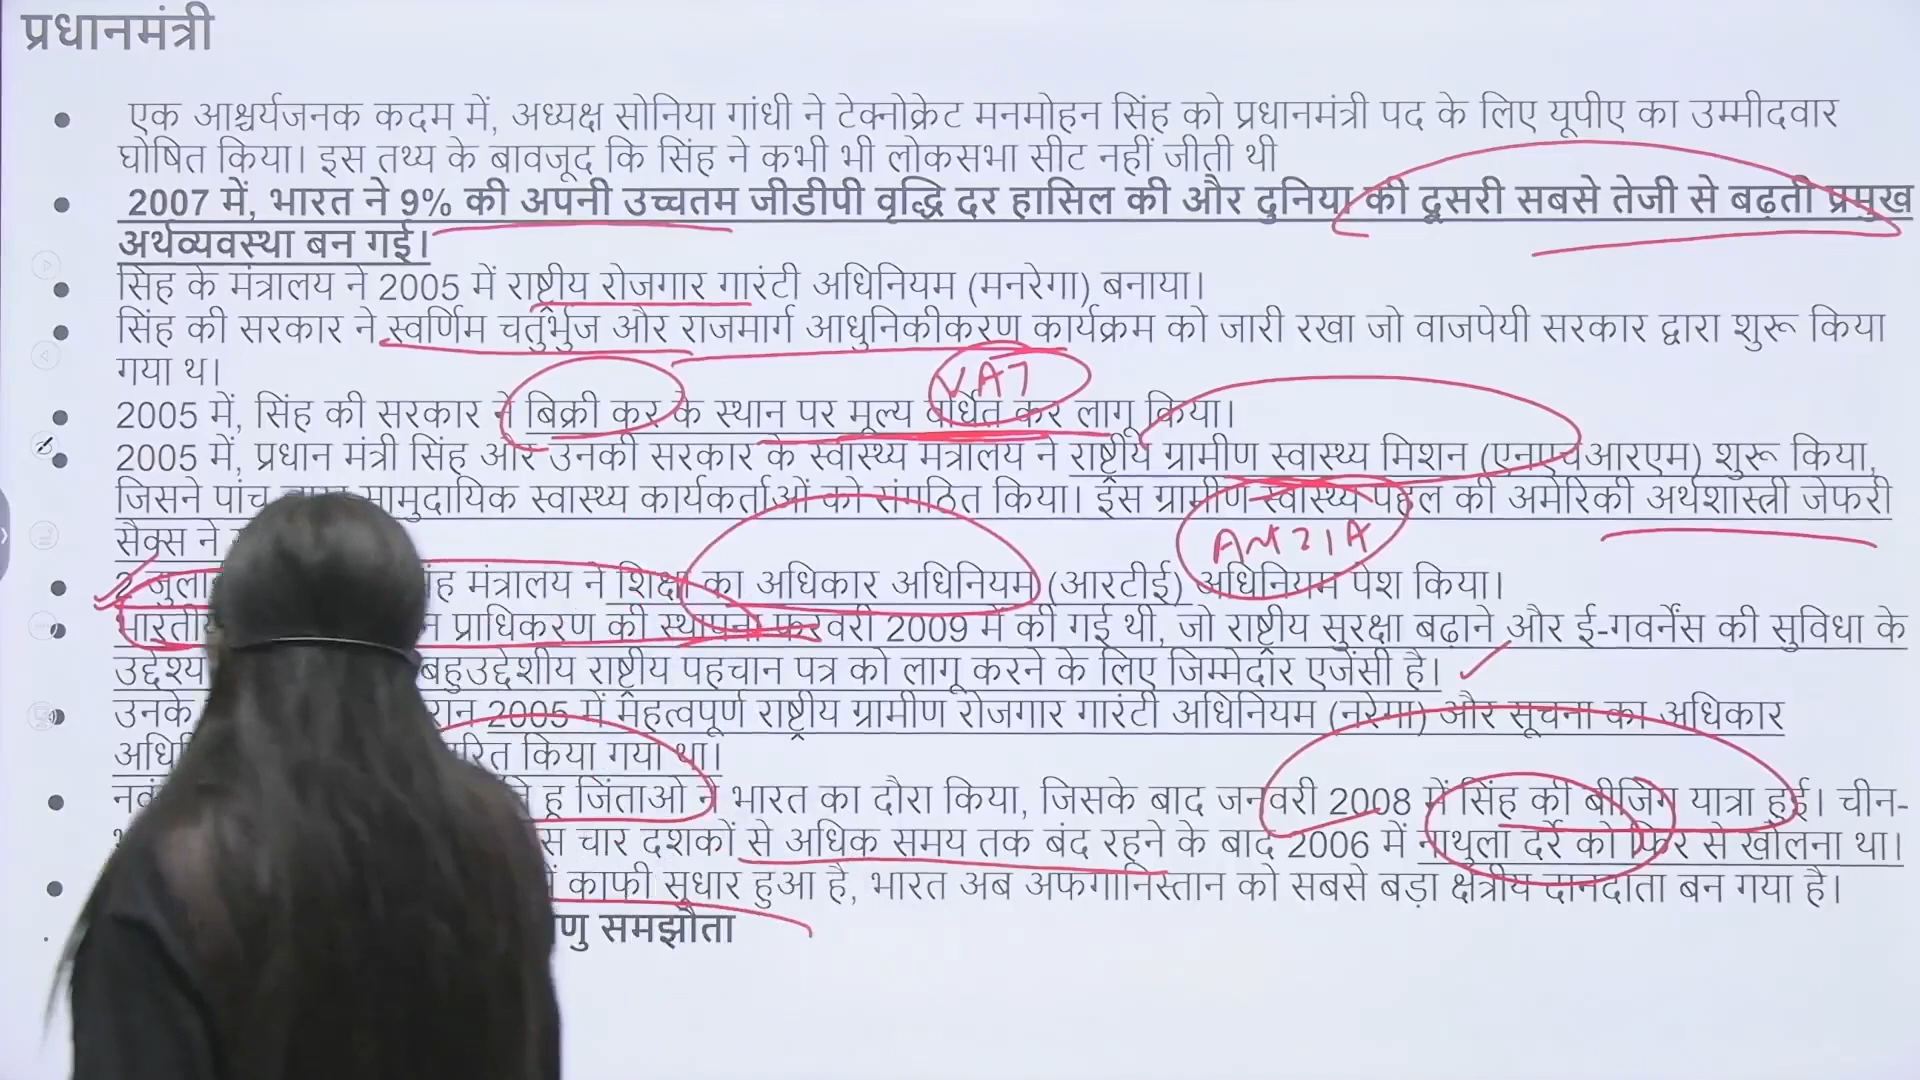 प्रधानमंत्री
एक आश्चर्यजनक कदम में, अध्यक्ष सोनिया गांधी ने टेक्नोक्रेट मनमोहन सिंह को प्रधानमंत्री पद के लिए यूपीए का उम्मीदवार
घोषित किया। इस तथ्य के बावजूद कि सिंह ने कभी भी लोकसभा सीट नहीं जीती थी
2007 में, भारत ने 9% की अपनी उच्चतम जीडीपी वृद्धि दर हासिल की और दुनिया की दूसरी सबसे तेजी से बढ़ती प्रमुख
अर्थव्यवस्था बन गई।
सिंह के मंत्रालय ने 2005 में राष्ट्रीय रोजगार गारंटी अधिनियम (मनरेगा) बनाया।
सिंह की सरकार ने स्वर्णिम चतुर्भुज और राजमार्ग आधुनिकीकरण कार्यक्रम को जारी रखा जो वाजपेयी सरकार द्वारा शुरू किया
गया थ।
VAT
2005 में, सिंह की सरकार ने बिक्री कर के स्थान पर मूल्य वर्धित कर लागू किया।
2005 में, प्रधान मंत्री सिंह और उनकी सरकार के स्वास्थ्य मंत्रालय ने राष्ट्रीय ग्रामीण स्वास्थ्य मिशन (एनएचआरएम) शुरू किया,
जिसने पांच सामुदायिक स्वास्थ्य कार्यकर्ताओं को संगठित किया। इस ग्रामीण स्वास्थ्य पहल की अमेरिकी अर्थशास्त्री जेफरी
सैक्स ने
21A
2 मंत्रालय ने शिक्षा का अधिकार अधिनियम (आरटीई) अधिनियम पेश किया।
प्राधिकरण की स्थापना फरवरी 2009 में की गई थी, जो राष्ट्रीय सुरक्षा बढ़ाने और ई-गवर्नेंस की सुविधा के
उद्देश्य बहुउद्देशीय राष्ट्रीय पहचान पत्र को लागू करने के लिए जिम्मेदार एजेंसी है।
उनके 2005 में महत्वपूर्ण राष्ट्रीय ग्रामीण रोजगार गारंटी अधिनियम (नरेगा) और सूचना का अधिकार
किया गया था।
हू जिंताओ ने भारत का दौरा किया, जिसके बाद जनवरी 2008 में सिंह की बीजिंग यात्रा हुई। चीन-
चार दशकों से अधिक समय तक बंद रहने के बाद 2006 में नाथुला दर्रे को फिर से खोलना था।
काफी सुधार हुआ है, भारत अब अफगानिस्तान को सबसे बड़ा क्षेत्रीय दानदाता बन गया है।
समझौता